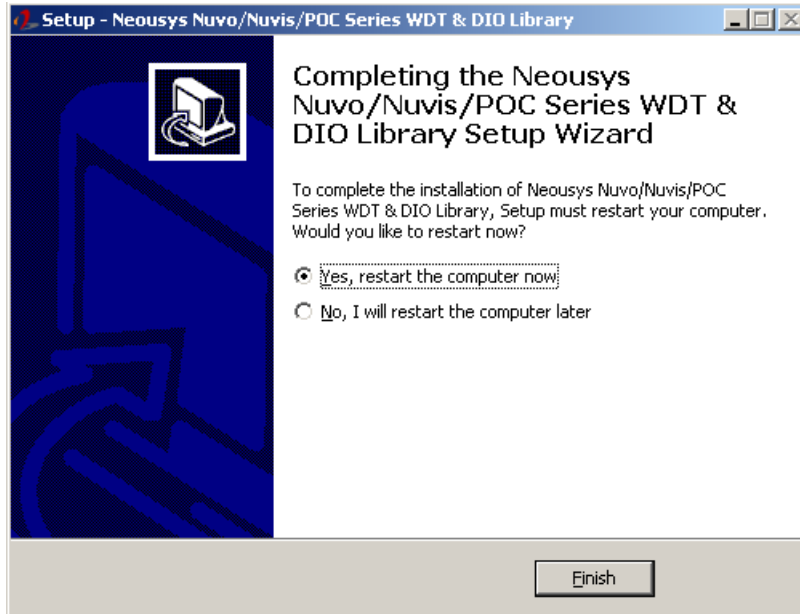 Setup - Neousys Nuvo/Nuvis/POC Series WDT & DIO Library
Completing the Neousys
Nuvo/Nuvis/POC Series WDT &
DIO Library Setup Wizard
To complete the installation of Neousys Nuvo/Nuvis/POC
Series WDT & DIO Library, Setup must restart your computer.
Would you like to restart now?
Yes, restart the computer now
No, I will restart the computer later
Finish